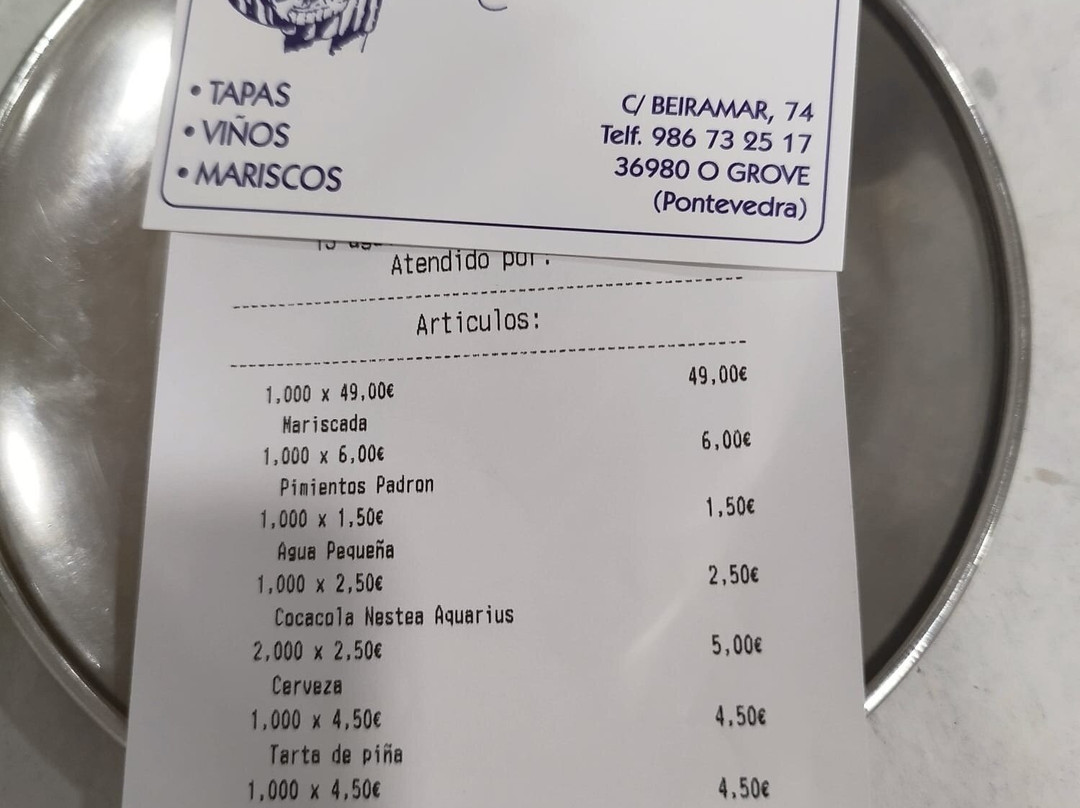 • TAPAS
• VIÑOS
• MARISCOS
C/ BEIRAMAR, 74
Telf. 986 73 25 17
36980 O GROVE
(Pontevedra)
Atendido por:
Articulos:
1,000 x 49,00€ 49,00€
Mariscada
1,000 x 6,00€ 6,00€
Pimientos Padron
1,000 x 1,50€ 1,50€
Agua Pequeña
1,000 x 2,50€ 2,50€
Cocacola Nestea Aquarius
2,000 x 2,50€ 5,00€
Cerveza
1,000 x 4,50€ 4,50€
Tarta de piña
1,000 x 4,50€ 4,50€